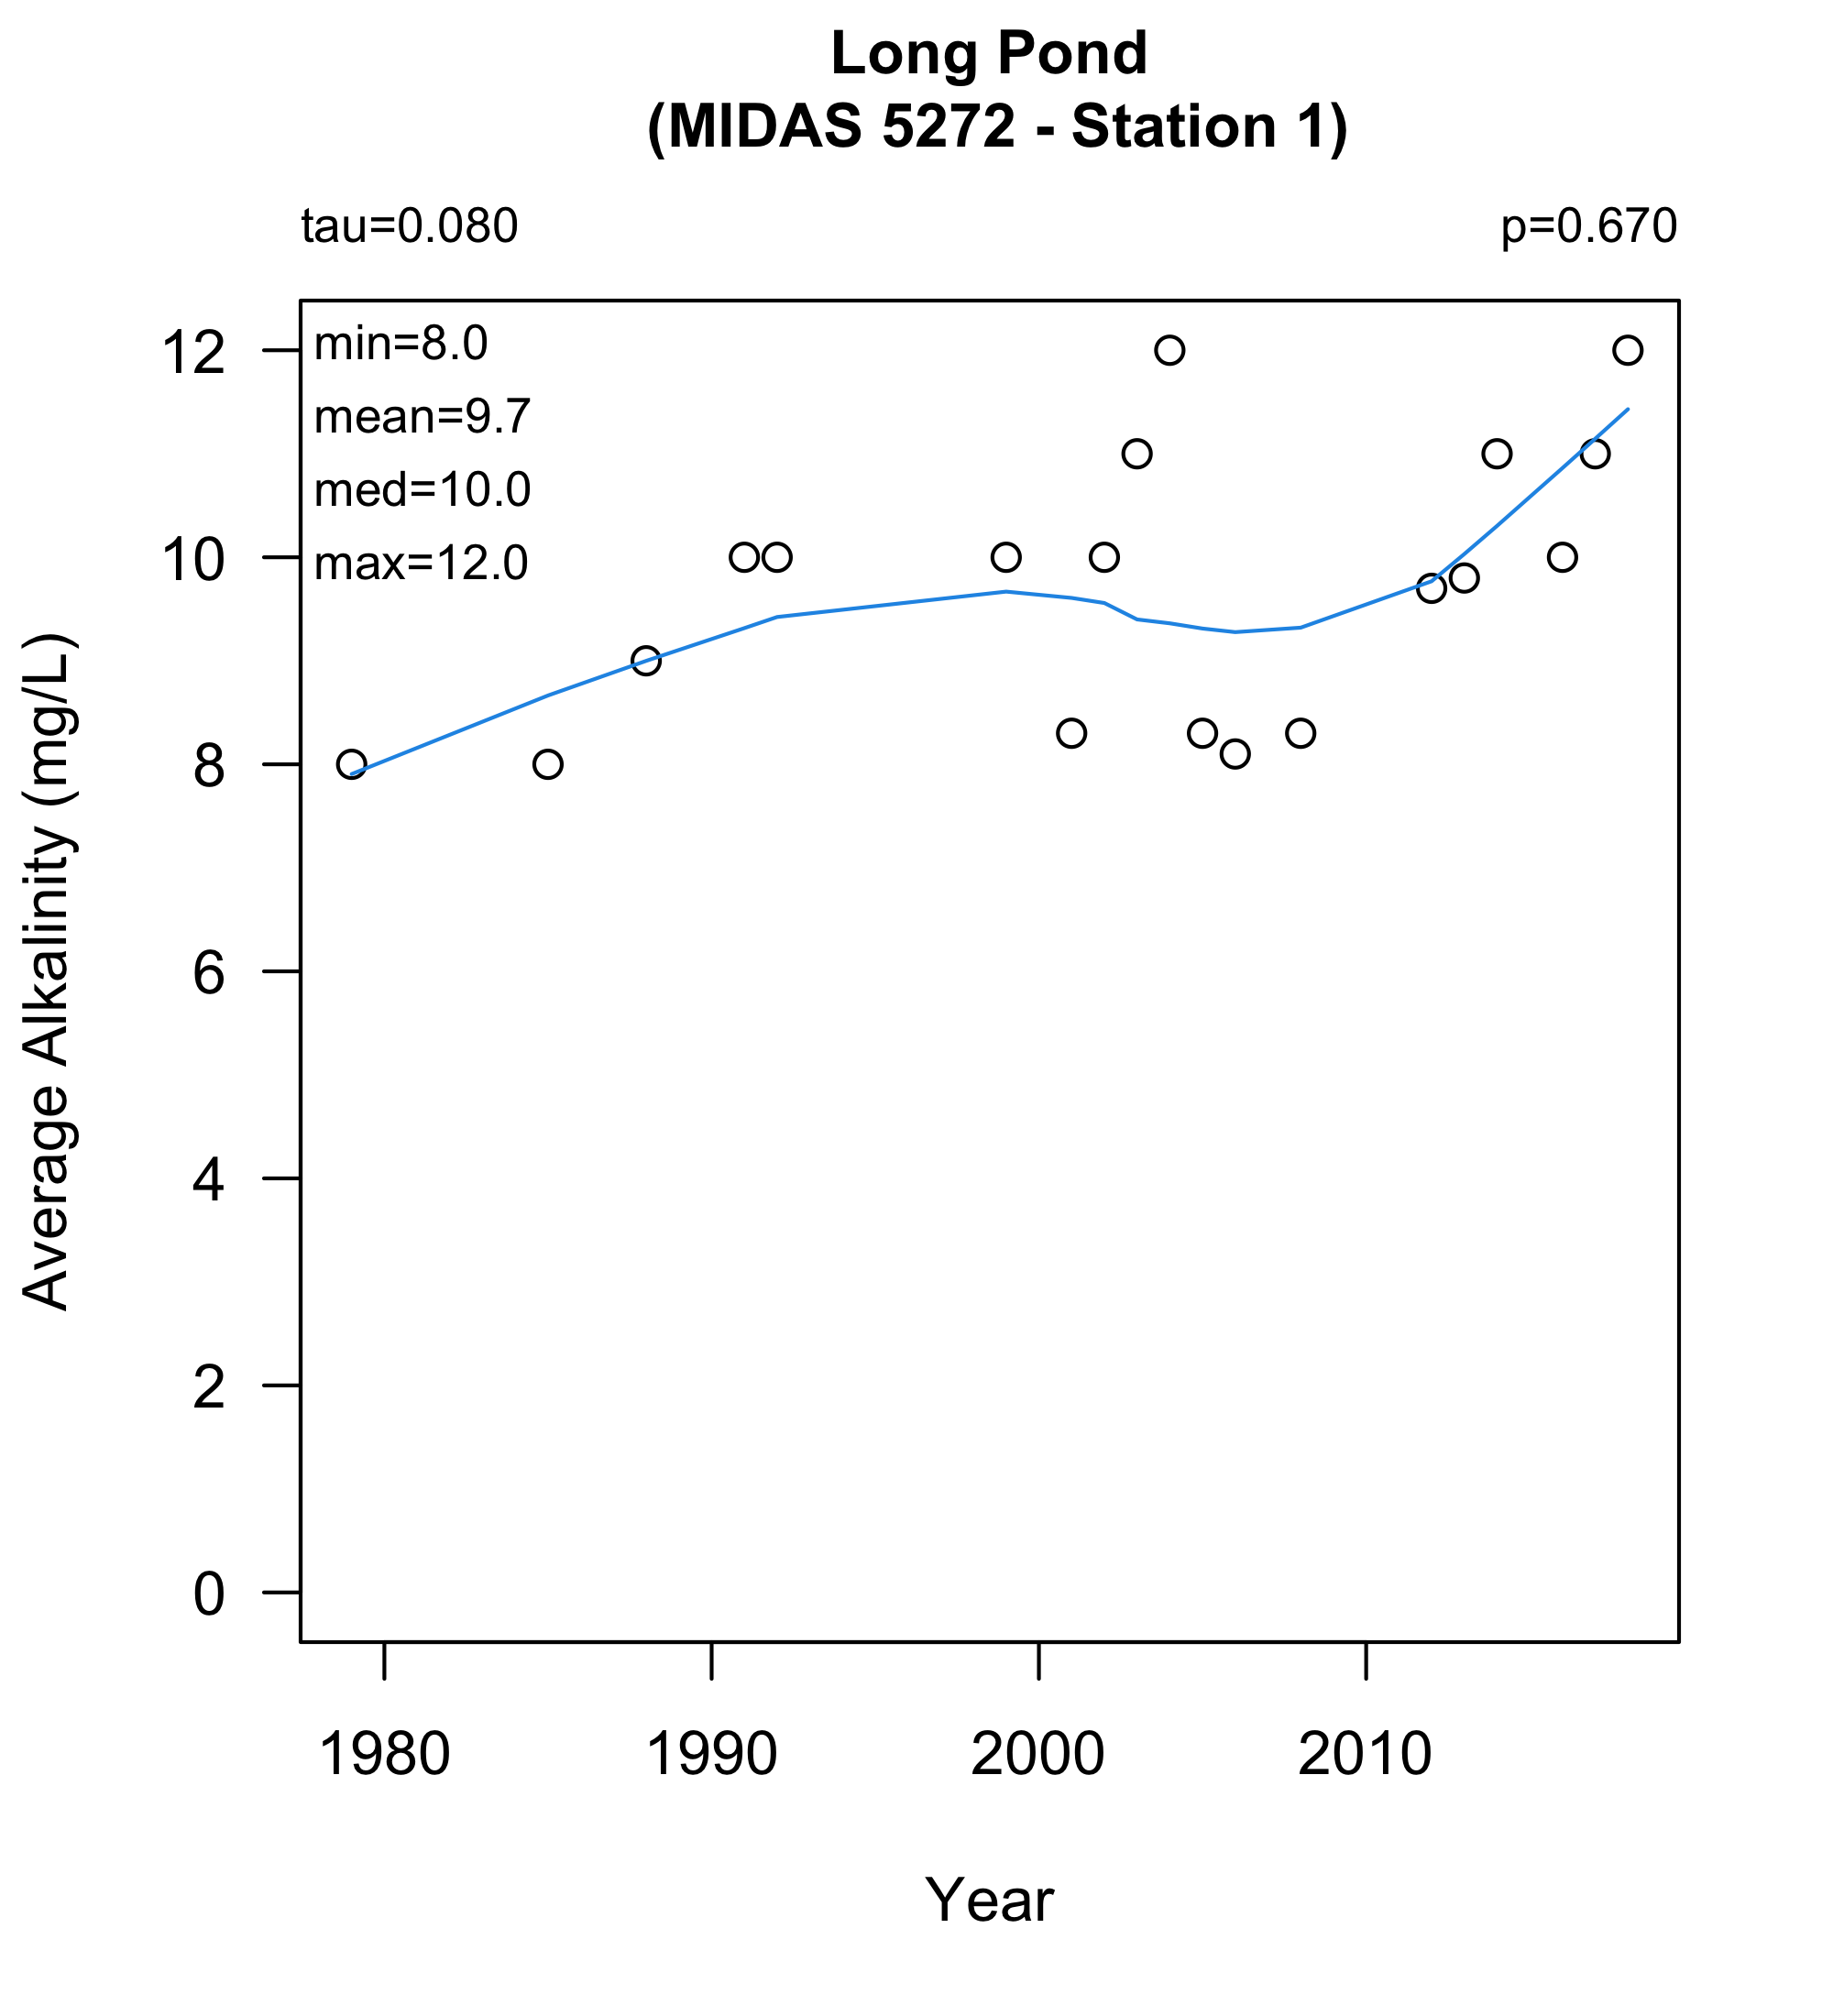 Long Pond
(MIDAS 5272 - Station 1)
tau=0.080
p=0.670
min=8.0
mean=9.7
med=10.0
max=12.0
12
10
8
6
4
2
0
Average Alkalinity (mg/L)
1980
1990
2000
2010
Year